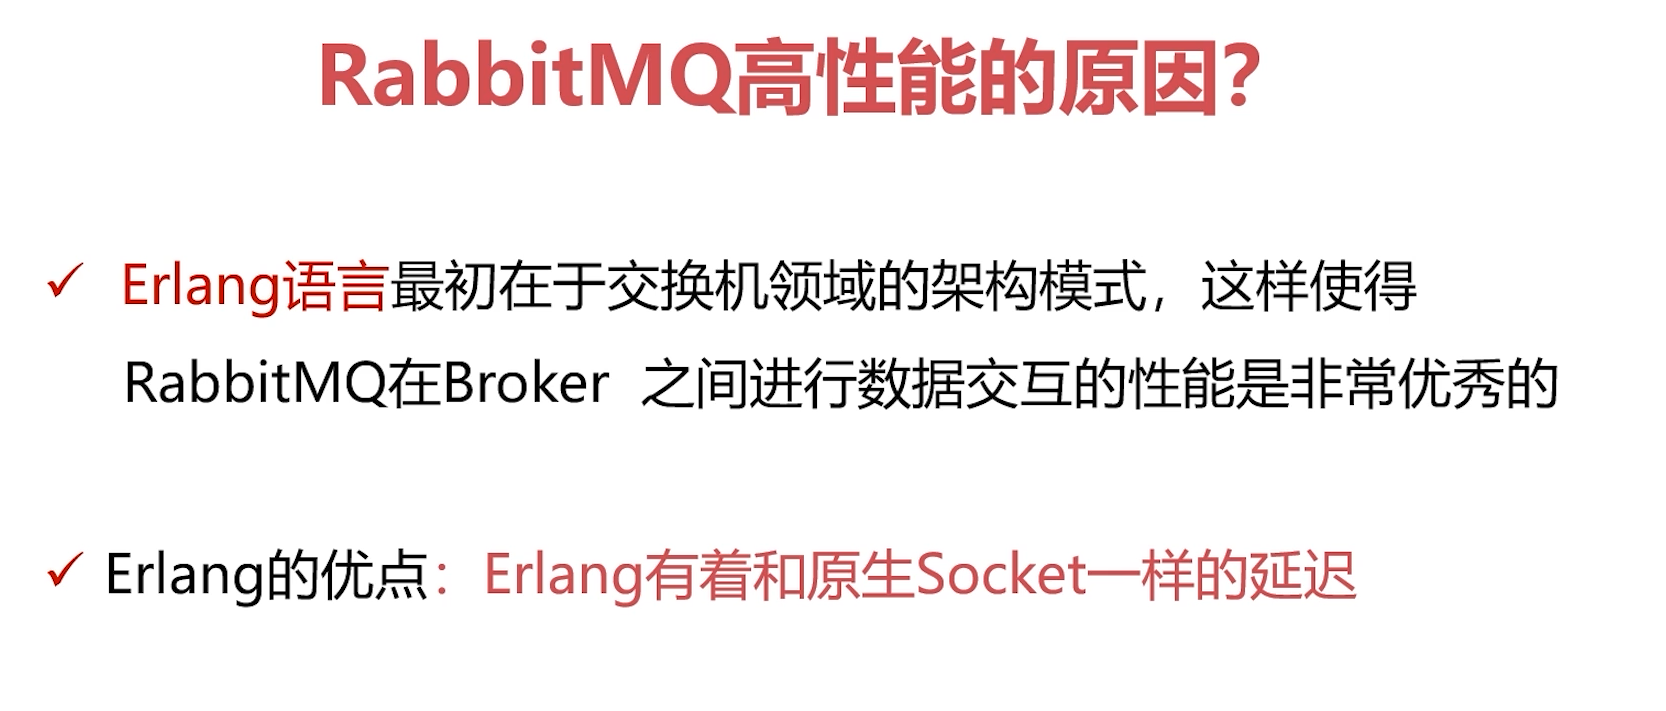 RabbitMQ高性能的原因？
✓ Erlang语言最初在于交换机领域的架构模式，这样使得
RabbitMQ在Broker 之间进行数据交互的性能是非常优秀的
✓ Erlang的优点：Erlang有着和原生Socket一样的延迟